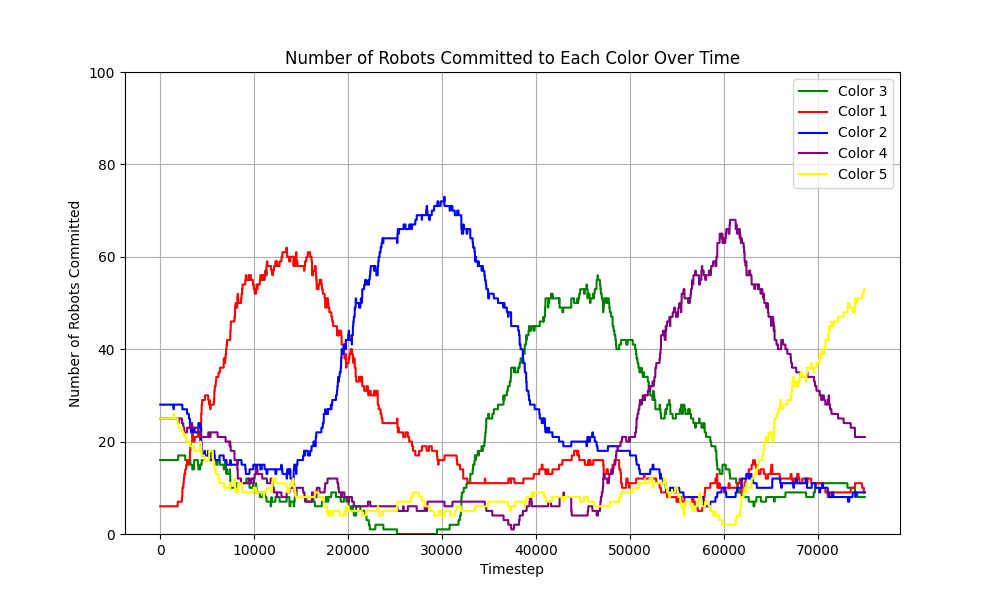 Number of Robots Committed to Each Color Over Time
100
80
60
40
20
0
Number of Robots Committed
Color 3
Color 1
Color 2
Color 4
Color 5
0 10000 20000 30000 40000 50000 60000 70000
Timestep